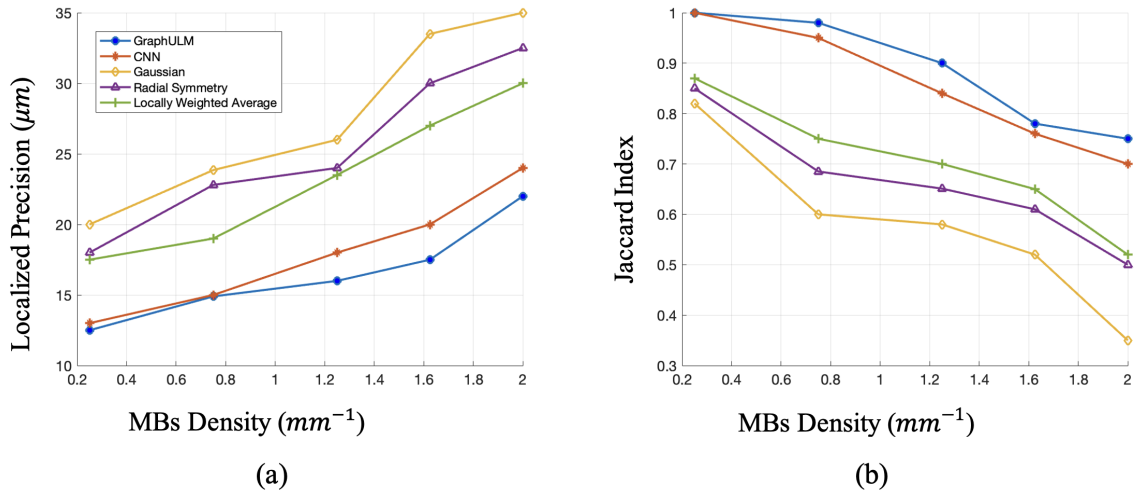 35
30
25
20
15
10
Localized Precision (μm)
GraphULM
CNN
Gaussian
Radial Symmetry
Locally Weighted Average
0.2 0.4 0.6 0.8 1 1.2 1.4 1.6 1.8 2
MBs Density (mm⁻¹)
(a)
1
0.9
0.8
0.7
0.6
0.5
0.4
0.3
Jaccard Index
0.2 0.4 0.6 0.8 1 1.2 1.4 1.6 1.8 2
MBs Density (mm⁻¹)
(b)